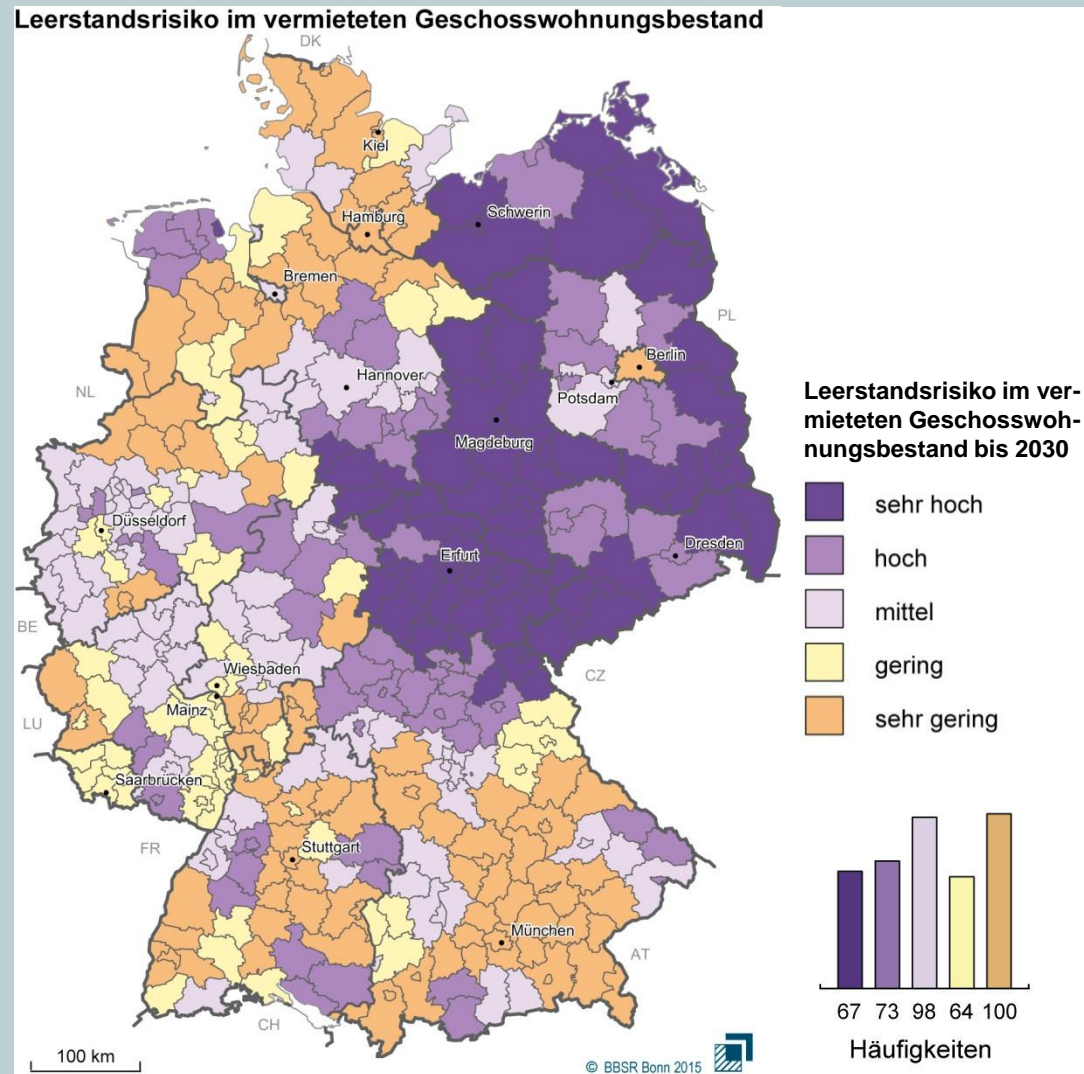 Leerstandsrisiko im vermieteten Geschosswohnungsbestand
DK
Kiel
Hamburg
Schwerin
Bremen
PL
Berlin
NL
Hannover
Potsdam
Magdeburg
Düsseldorf
Erfurt
Dresden
BE
Wiesbaden
CZ
Mainz
LU
Saarbrücken
FR
Stuttgart
München
AT
CH
100 km
© BBSR Bonn 2015
Leerstandsrisiko im ver-
mieteten Geschosswoh-
nungsbestand bis 2030
sehr hoch
hoch
mittel
gering
sehr gering
67 73 98 64 100
Häufigkeiten